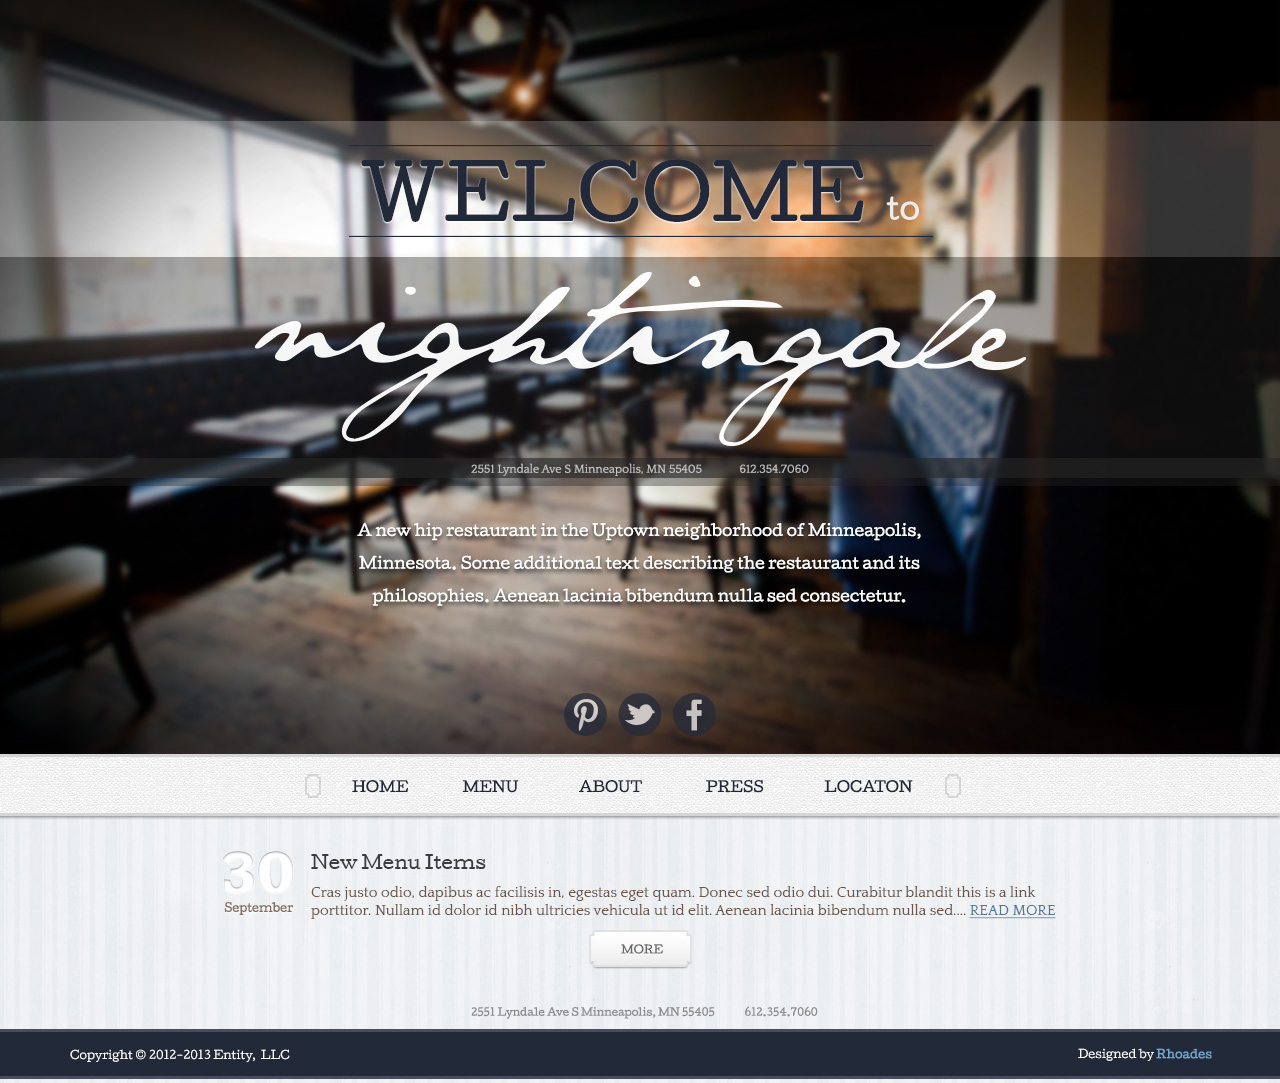 WELCOME to
nightingale
2551 Lyndale Ave S Minneapolis, MN 55405 612.354.7060
A new hip restaurant in the Uptown neighborhood of Minneapolis,
Minnesota. Some additional text describing the restaurant and its
philosophies. Aenean lacinia bibendum nulla sed consectetur.
HOME MENU ABOUT PRESS LOCATON
30
September
New Menu Items
Cras justo odio, dapibus ac facilisis in, egestas eget quam. Donec sed odio dui. Curabitur blandit this is a link
porttitor. Nullam id dolor id nibh ultricies vehicula ut id elit. Aenean lacinia bibendum nulla sed.... READ MORE
MORE
2551 Lyndale Ave S Minneapolis, MN 55405 612.354.7060
Copyright © 2012-2013 Entity, LLC
Designed by Rhoades